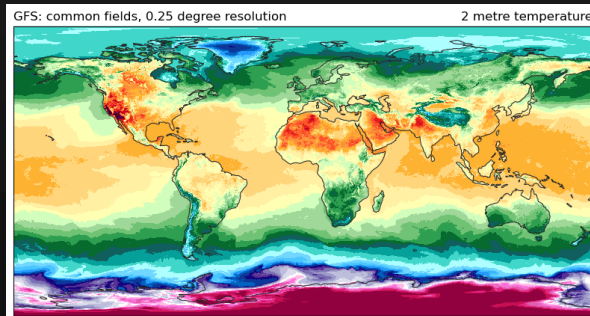 GFS: common fields, 0.25 degree resolution
2 metre temperature